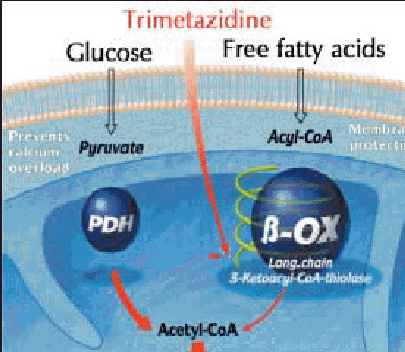 Trimetazidine
Glucose
Free fatty acids
Prevents
calcium
overload
Pyruvate
Acyl-CoA
Membra
protecti
PDH
β-OX
Long.chain
3-Ketoacyl-CoA-thiolase
Acetyl-CoA